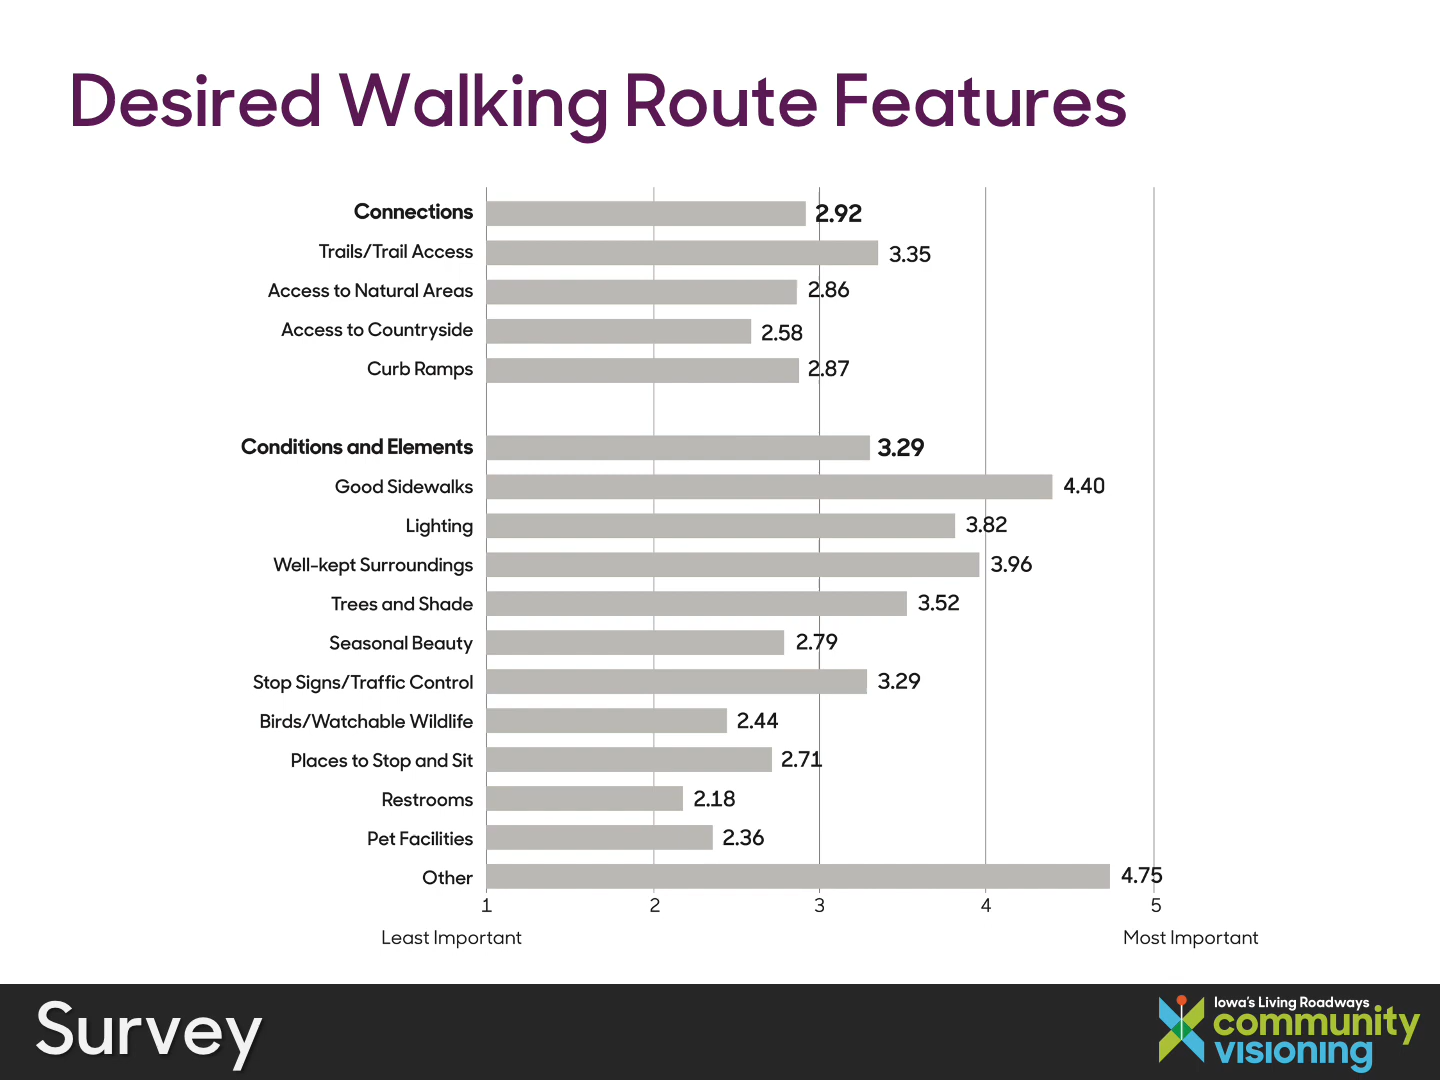 Desired Walking Route Features
Connections 2.92
Trails/Trail Access 3.35
Access to Natural Areas 2.86
Access to Countryside 2.58
Curb Ramps 2.87
Conditions and Elements 3.29
Good Sidewalks 4.40
Lighting 3.82
Well-kept Surroundings 3.96
Trees and Shade 3.52
Seasonal Beauty 2.79
Stop Signs/Traffic Control 3.29
Birds/Watchable Wildlife 2.44
Places to Stop and Sit 2.71
Restrooms 2.18
Pet Facilities 2.36
Other 4.75
1 2 3 4 5
Least Important Most Important
Survey
Iowa's Living Roadways
community
visioning